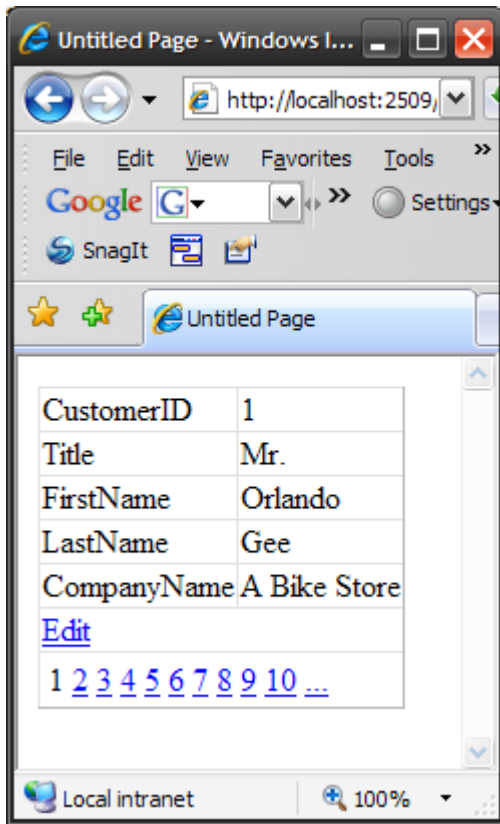 Untitled Page - Windows I...
http://localhost:2509/
File Edit View Favorites Tools »
Google G » Settings
SnagIt
Untitled Page
CustomerID 1
Title Mr.
FirstName Orlando
LastName Gee
CompanyName A Bike Store
Edit
1 2 3 4 5 6 7 8 9 10 ...
Local intranet 100%